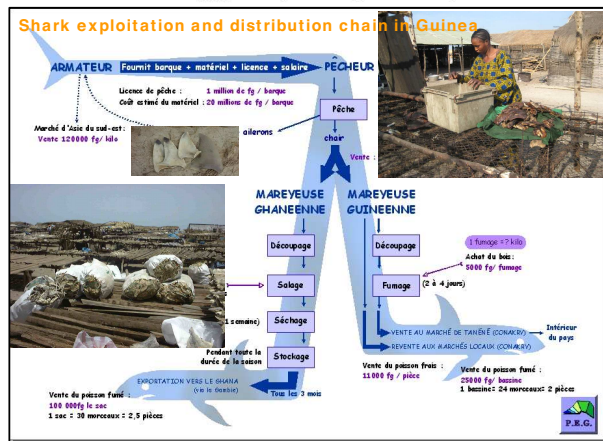 Shark exploitation and distribution chain in Guinea
ARMATEUR
Fournit barque + matériel + licence + salaire
PÊCHEUR
Licence de pêche : 1 million de fg / barque
Coût estimé du matériel : 20 millions de fg / barque
Pêche
ailerons
Marché d'Asie du sud-est:
Vente 120000 fg/ kilo
chair
Vente :
MAREYEUSE GHANEENNE
MAREYEUSE GUINEENNE
Découpage
Découpage
1 fumage = ? kilo
Achat du bois:
5000 fg/ fumage
Salage
Fumage
(2 à 4 jours)
1 semaine)
Séchage
Pendant toute la
durée de la saison
Stockage
VENTE AU MARCHÉ DE TANÉNÉ (CONAKRY)
Intérieur
du pays
REVENTE AUX MARCHÉS LOCAUX (CONAKRY)
EXPORTATION VERS LE GHANA
(via la Gambie)
Tous les 3 mois
Vente du poisson frais :
11000 fg / pièce
Vente du poisson fumé :
25000 fg/ bassine
1 bassine= 24 morceaux= 2 pièces
Vente du poisson fumé :
100 000fg le sac
1 sac = 30 morceaux = 2,5 pièces
P.E.G.